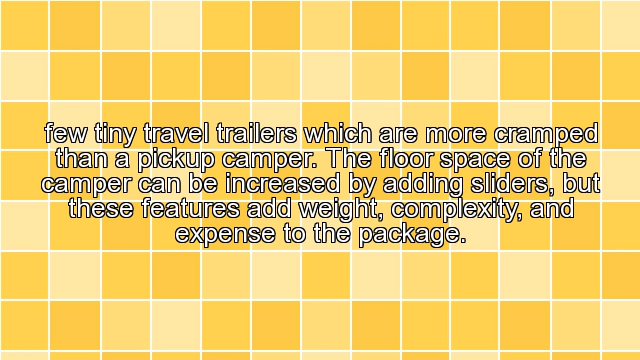 few tiny travel trailers which are more cramped
than a pickup camper. The floor space of the
camper can be increased by adding sliders, but
these features add weight, complexity, and
expense to the package.